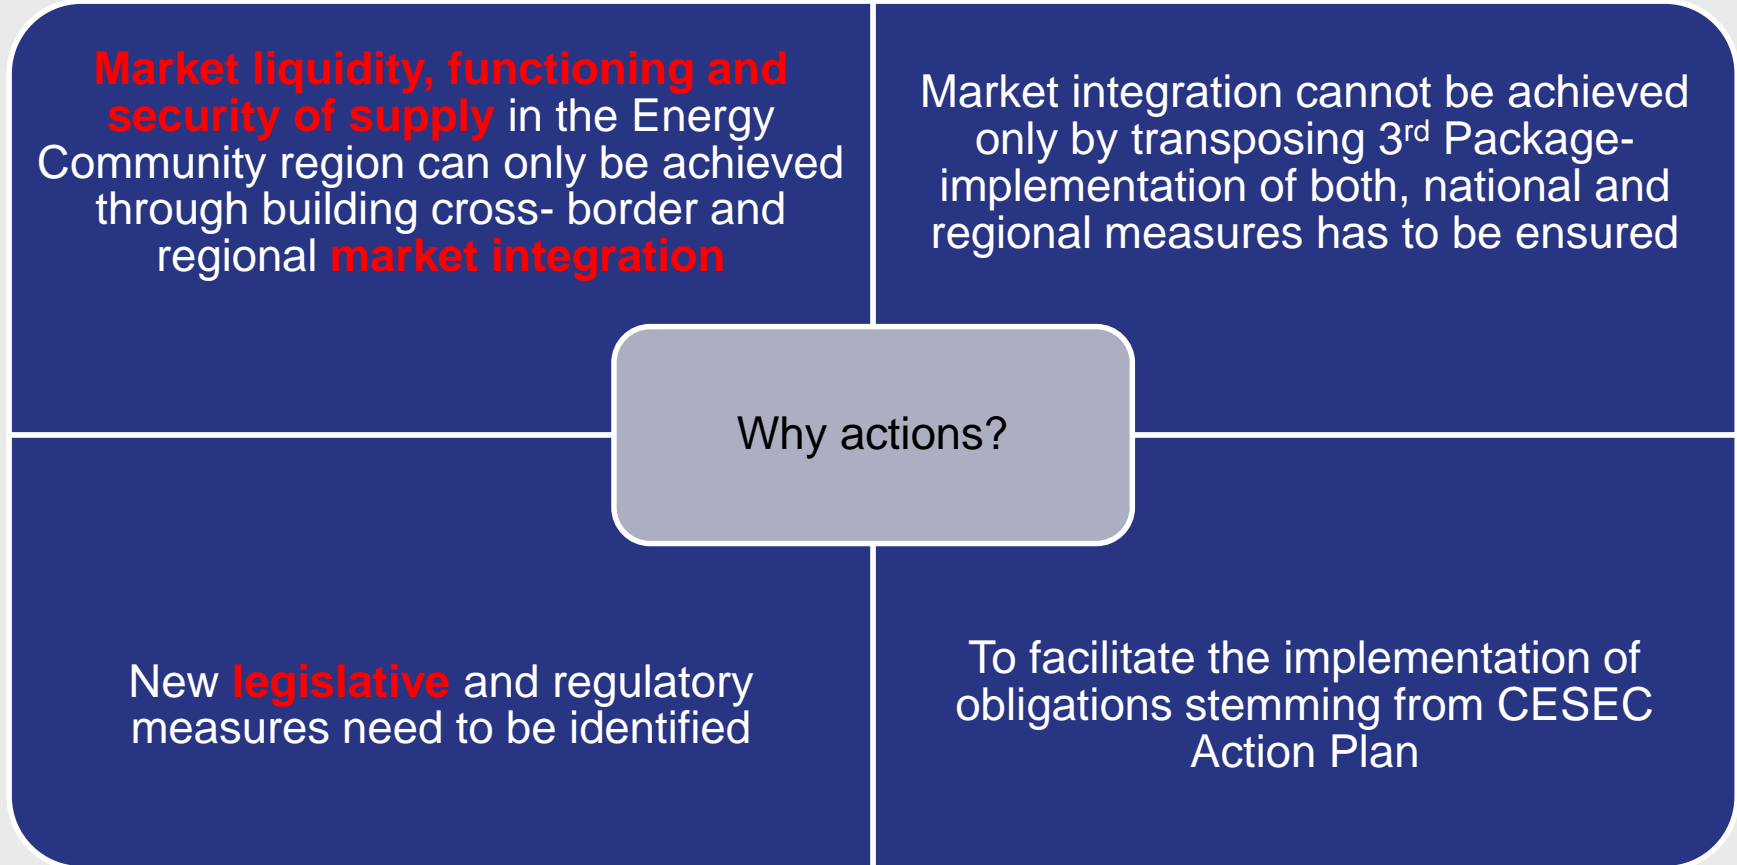 Market liquidity, functioning and
security of supply in the Energy
Community region can only be achieved
through building cross- border and
regional market integration
Market integration cannot be achieved
only by transposing 3rd Package-
implementation of both, national and
regional measures has to be ensured
Why actions?
New legislative and regulatory
measures need to be identified
To facilitate the implementation of
obligations stemming from CESEC
Action Plan